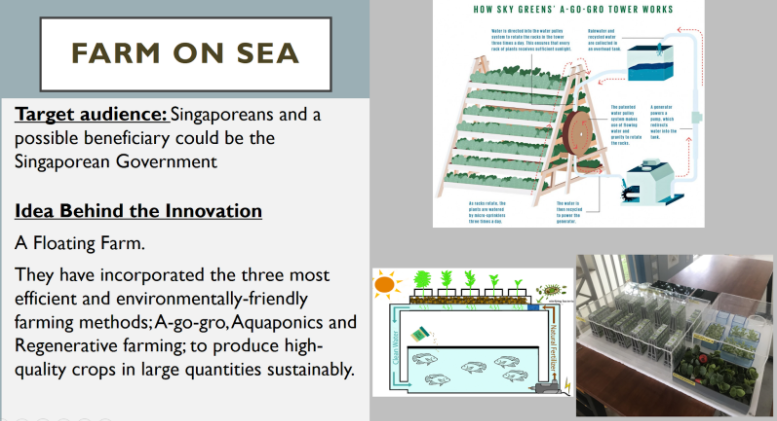 FARM ON SEA
Target audience: Singaporeans and a
possible beneficiary could be the
Singaporean Government
Idea Behind the Innovation
A Floating Farm.
They have incorporated the three most
efficient and environmentally-friendly
farming methods; A-go-gro, Aquaponics and
Regenerative farming; to produce high-
quality crops in large quantities sustainably.
HOW SKY GREENS' A-GO-GRO TOWER WORKS
Water is directed into the water pulley
system to rotate the racks in the tower
three times a day. This ensures that every
rack of plants receives sufficient sunlight.
Rainwater and
recycled water
are collected in
an overhead tank.
The patented
water pulley
system makes
use of flowing
water and
gravity to rotate
the racks.
A generator
powers a
pump, which
water into the
tank.
As racks rotate, the
plants are watered
by micro-sprinklers
three times a day.
The water is
then recycled
to power the
generator.
Clean Water
Natural Fertilizer